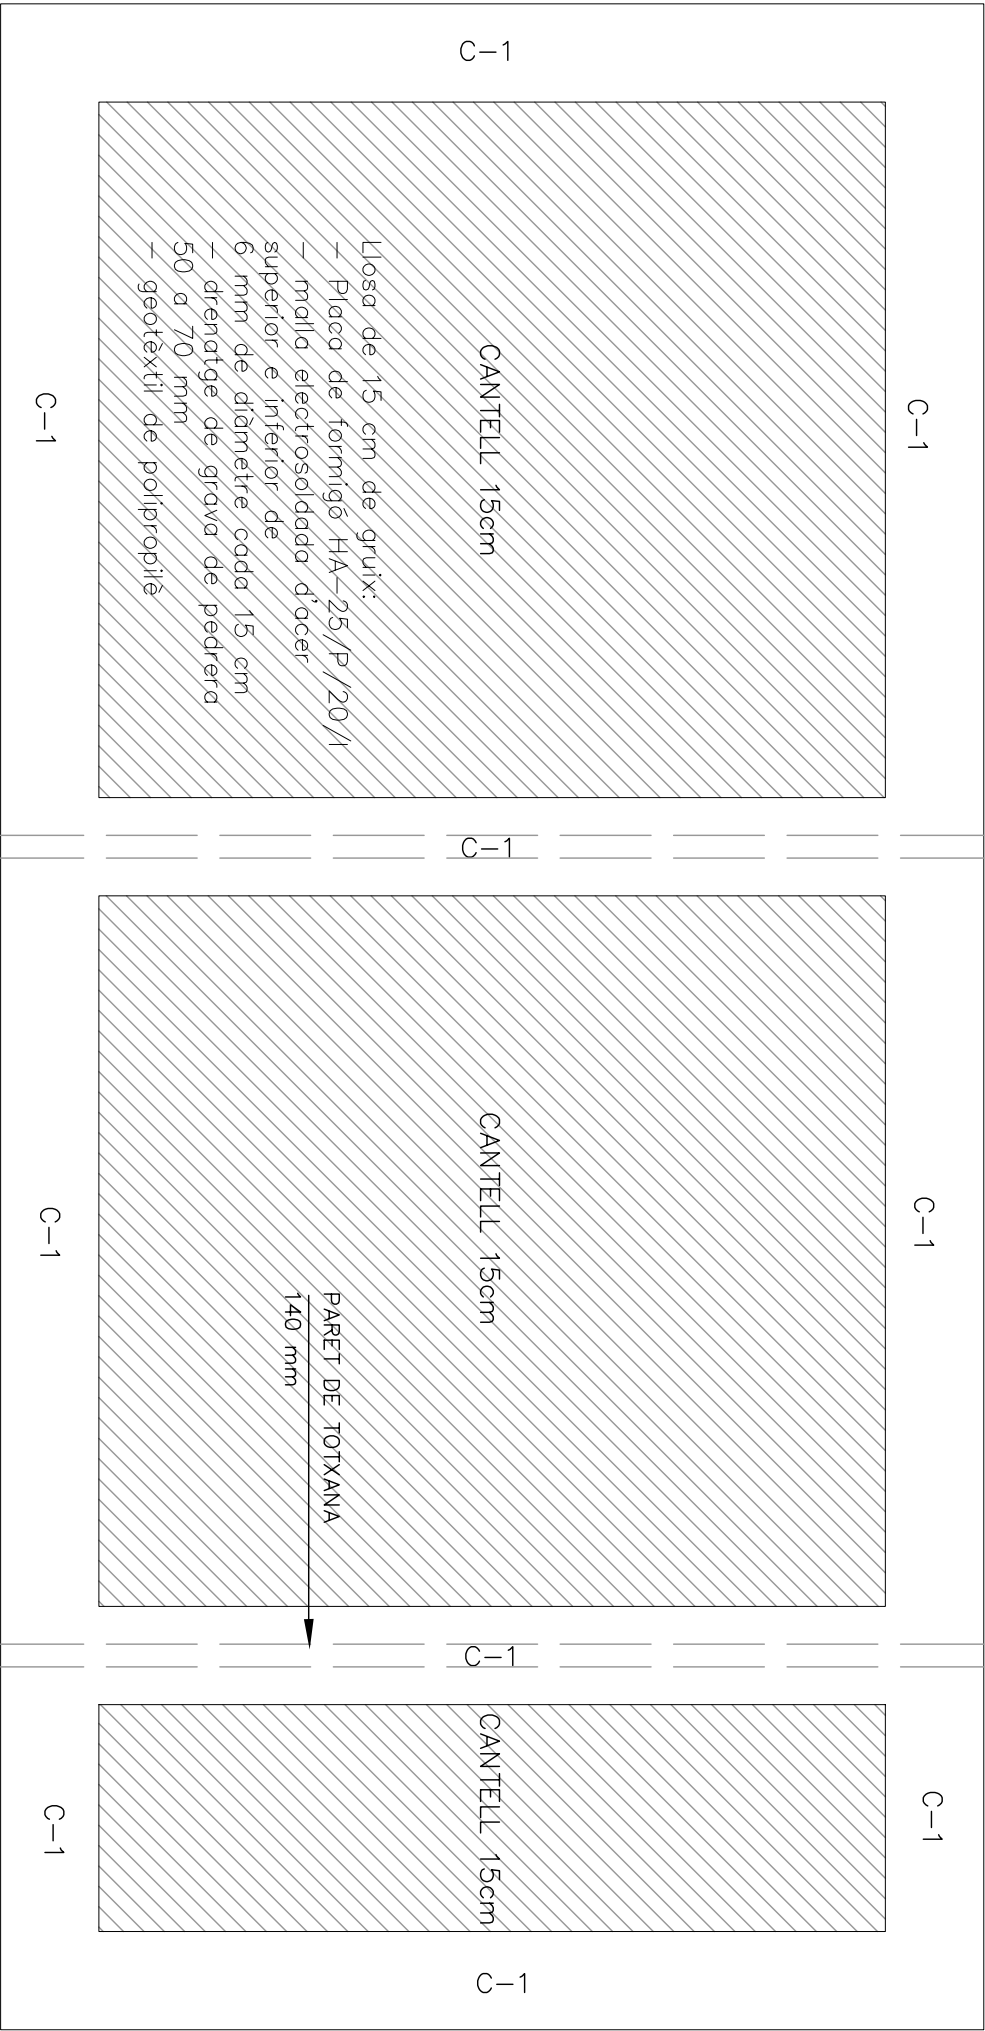 C-1
CANTELL 15cm
Llosa de 15 cm de gruix:
- Placa de formigó HA-25/P/20/I
- malla electrosoldada d'acer
superior e inferior de
6 mm de diàmetre cada 15 cm
- drenatge de grava de pedrera
50 a 70 mm
- geotèxtil de polipropilè
C-1
C-1
C-1
CANTELL 15cm
PARET DE TOTXANA
140 mm
C-1
C-1
C-1
CANTELL 15cm
C-1
C-1
C-1